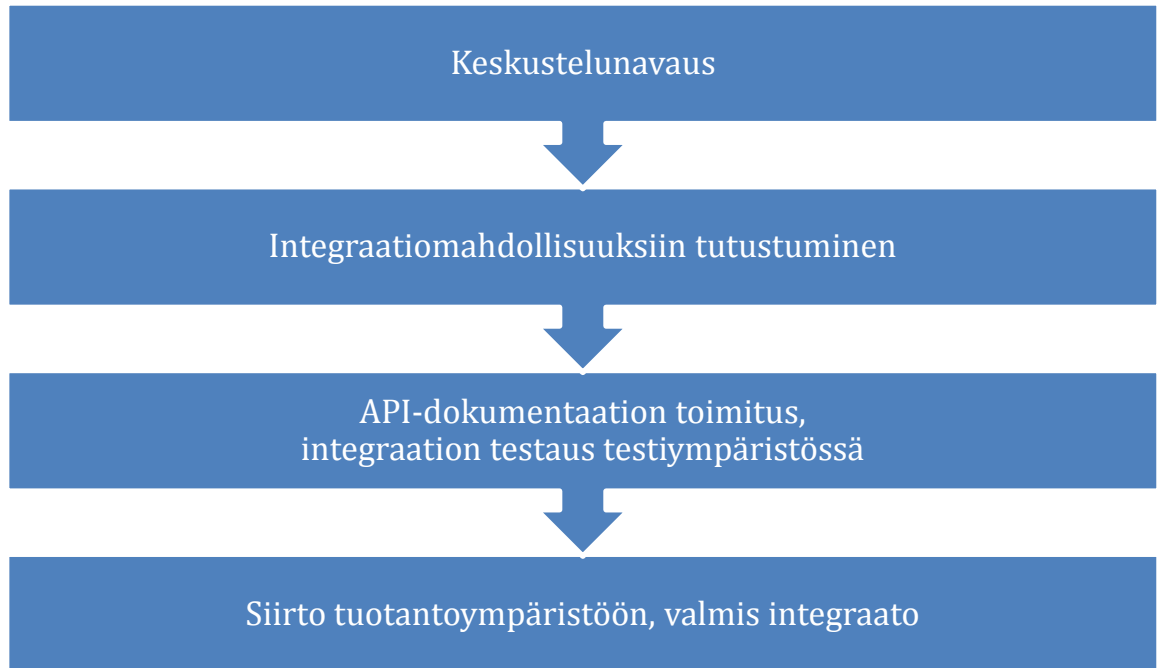 Keskustelunavaus
Integraatiomahdollisuuksiin tutustuminen
API-dokumentaation toimitus,
integraation testaus testiympäristössä
Siirto tuotantoympäristöön, valmis integraato